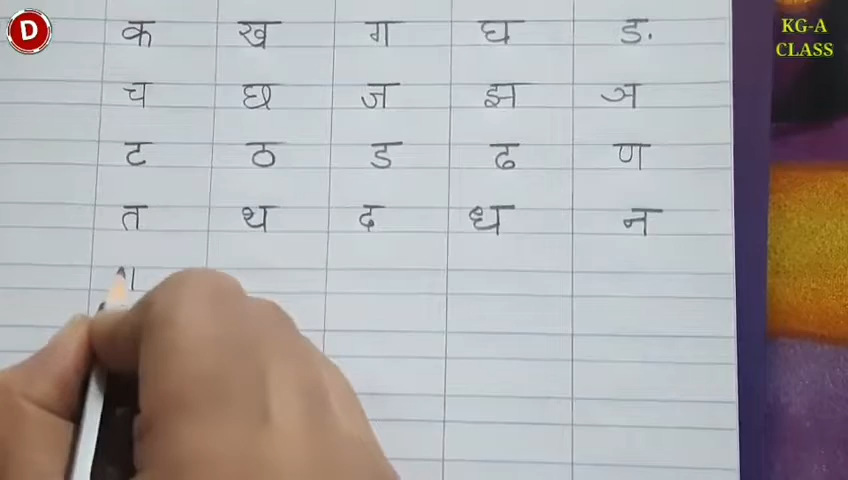 D
KG-A
CLASS
क ख ग घ ङ
च छ ज झ ञ
ट ठ ड ढ ण
त थ द ध न